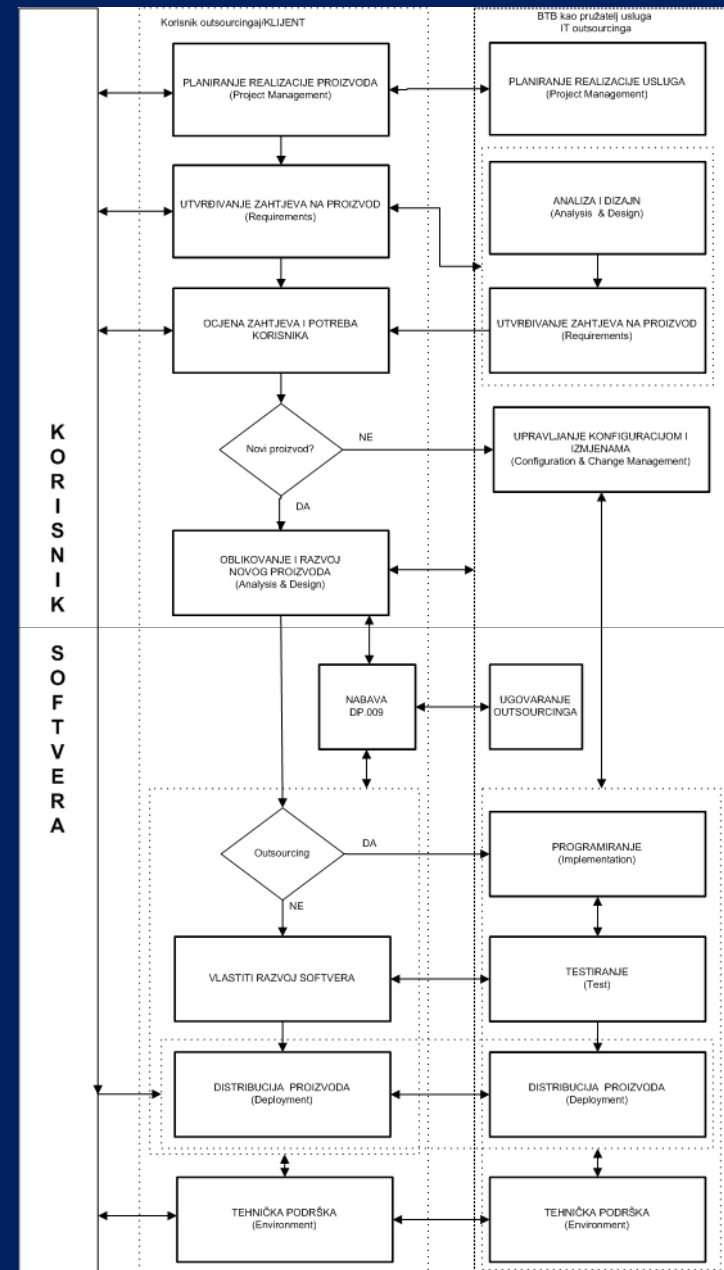 Korisnik outsourcingaj/KLIJENT
BTB kao pružatelj usluga
IT outsourcinga
PLANIRANJE REALIZACIJE PROIZVODA
(Project Management)
PLANIRANJE REALIZACIJE USLUGA
(Project Management)
UTVRĐIVANJE ZAHTJEVA NA PROIZVOD
(Requirements)
ANALIZA I DIZAJN
(Analysis & Design)
OCJENA ZAHTJEVA I POTREBA
KORISNIKA
UTVRĐIVANJE ZAHTJEVA NA PROIZVOD
(Requirements)
Novi proizvod?
NE
DA
UPRAVLJANJE KONFIGURACIJOM I
IZMJENAMA
(Configuration & Change Management)
OBLIKOVANJE I RAZVOJ
NOVOG PROIZVODA
(Analysis & Design)
KORISNIK SOFTVERA
NABAVA
DP.009
UGOVARANJE
OUTSOURCINGA
Outsourcing
DA
NE
PROGRAMIRANJE
(Implementation)
VLASTITI RAZVOJ SOFTVERA
TESTIRANJE
(Test)
DISTRIBUCIJA PROIZVODA
(Deployment)
DISTRIBUCIJA PROIZVODA
(Deployment)
TEHNIČKA PODRŠKA
(Environment)
TEHNIČKA PODRŠKA
(Environment)